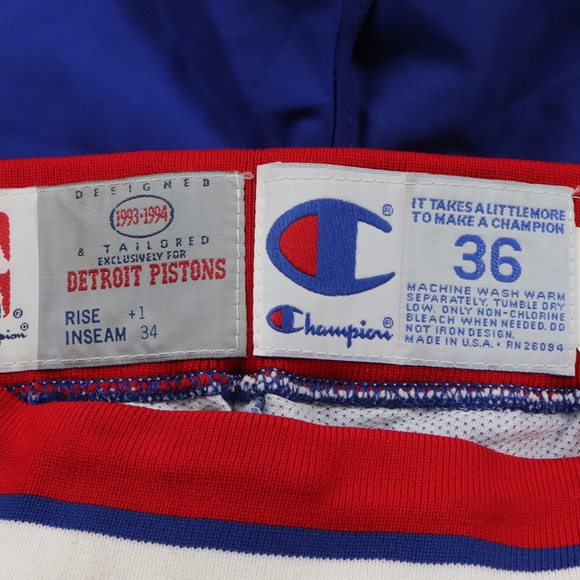 DESIGNED
1993-1994
& TAILORED
EXCLUSIVELY FOR
DETROIT PISTONS
RISE +1
INSEAM 34
®
Champion®
®
IT TAKES A LITTLE MORE
TO MAKE A CHAMPION
36
MACHINE WASH WARM
SEPARATELY. TUMBLE DRY
LOW. ONLY NON-CHLORINE
BLEACH WHEN NEEDED. DO
NOT IRON DESIGN.
MADE IN U.S.A. • RN26094